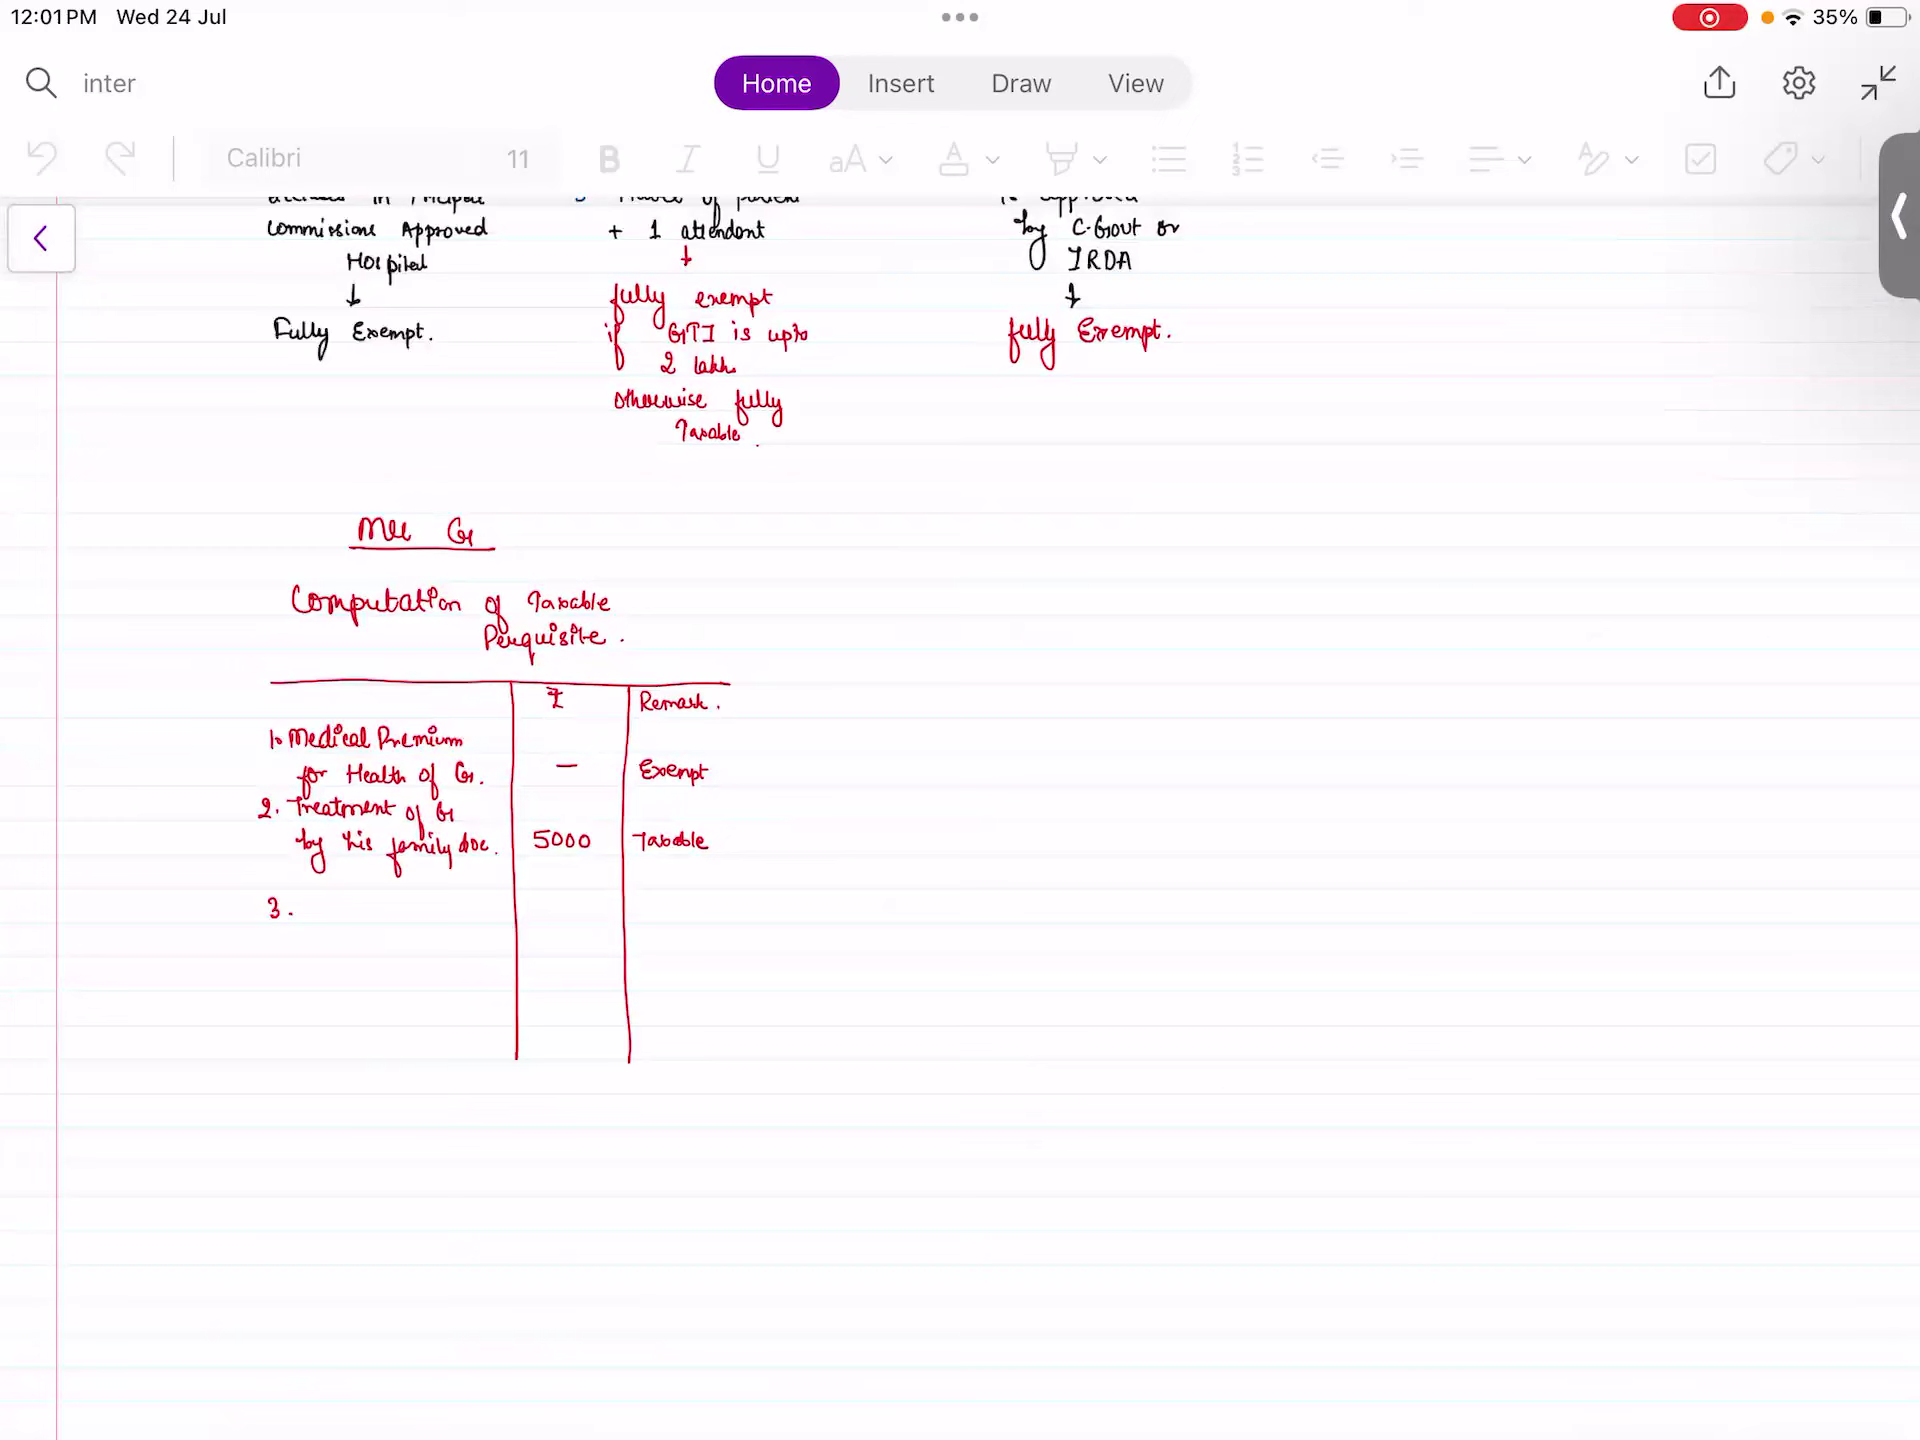 12:01 PM Wed 24 Jul
35%
inter
Home
Insert
Draw
View
Calibri
11
B I U aA A
commissions Approved
Hospital
Fully Exempt.
+ 1 attendant
fully exempt
if GTI is upto
2 lakh
otherwise fully
Taxable.
by C.Govt or
IRDA
fully Exempt.
G
Computation of Taxable
Perquisite.
₹
Remark.
1. Medical Premium
for Health of G.
—
Exempt
2. Treatment of G
by his family doc.
5000
Taxable
3.